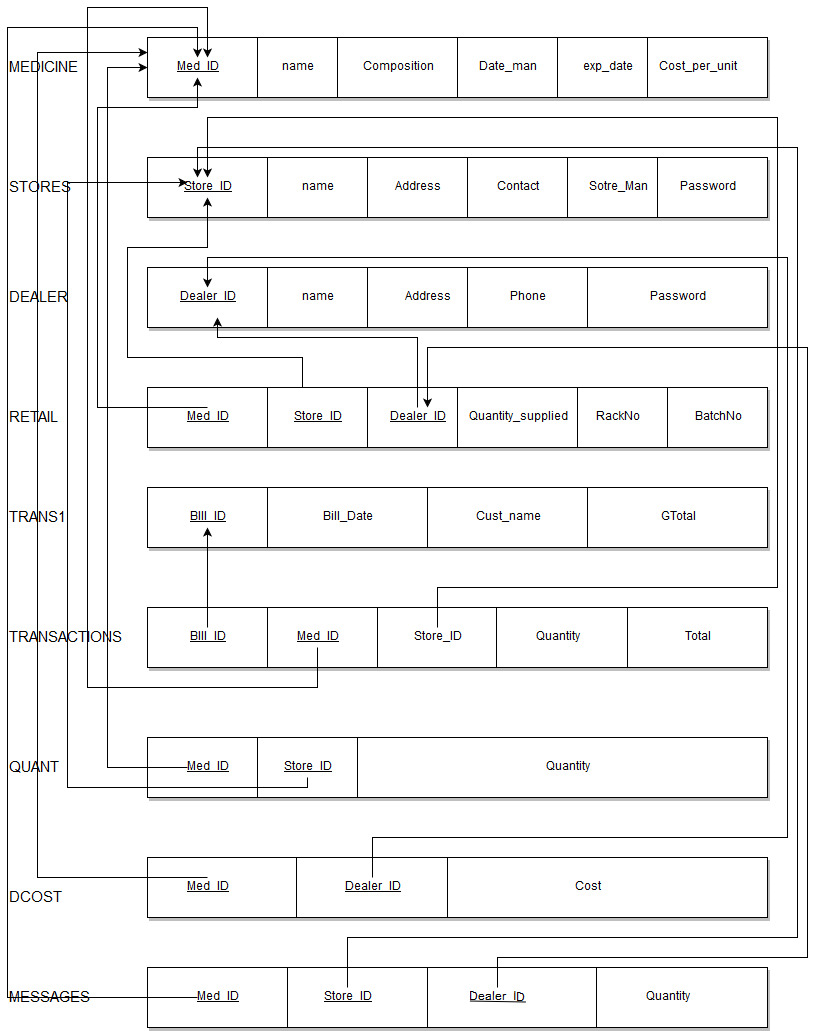 MEDICINE Med_ID name Composition Date_man exp_date Cost_per_unit
STORES Store_ID name Address Contact Sotre_Man Password
DEALER Dealer_ID name Address Phone Password
RETAIL Med_ID Store_ID Dealer_ID Quantity_supplied RackNo BatchNo
TRANS1 BIll_ID Bill_Date Cust_name GTotal
TRANSACTIONS BIll_ID Med_ID Store_ID Quantity Total
QUANT Med_ID Store_ID Quantity
DCOST Med_ID Dealer_ID Cost
MESSAGES Med_ID Store_ID Dealer_ID Quantity